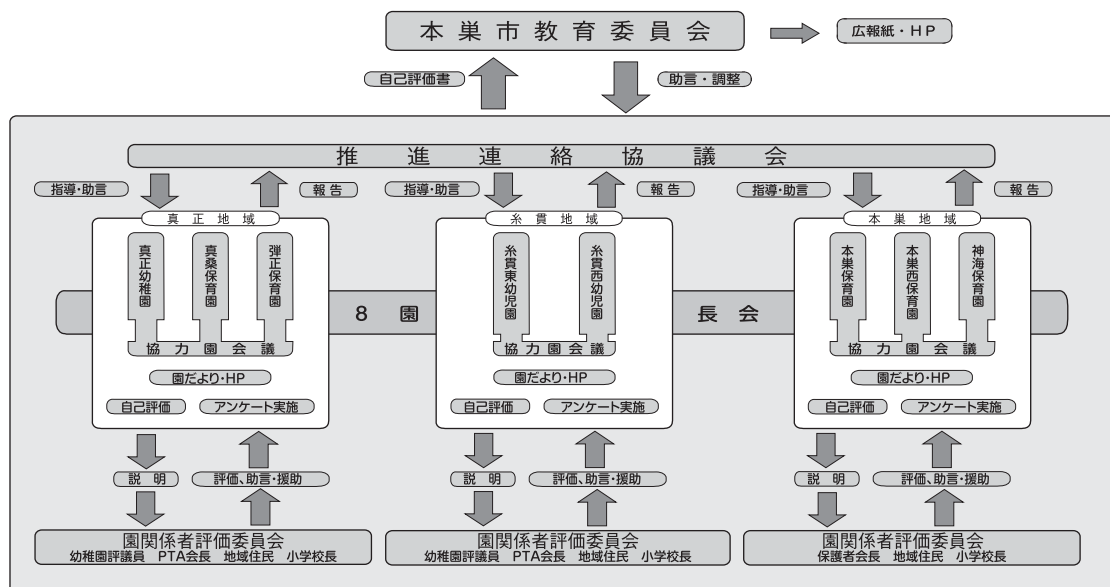 本巣市教育委員会
広報紙・HP
自己評価書
助言・調整
推進連絡協議会
指導・助言
報告
指導・助言
報告
指導・助言
報告
真正地域
糸貫地域
本巣地域
真正幼稚園
真桑保育園
弾正保育園
糸貫東幼児園
糸貫西幼児園
本巣保育園
本巣西保育園
神海保育園
8園長会
協力園会議
協力園会議
協力園会議
園だより・HP
園だより・HP
園だより・HP
自己評価
アンケート実施
自己評価
アンケート実施
自己評価
アンケート実施
説明
評価、助言・援助
説明
評価、助言・援助
説明
評価、助言・援助
園関係者評価委員会
幼稚園評議員 PTA会長 地域住民 小学校長
園関係者評価委員会
幼稚園評議員 PTA会長 地域住民 小学校長
園関係者評価委員会
保護者会長 地域住民 小学校長